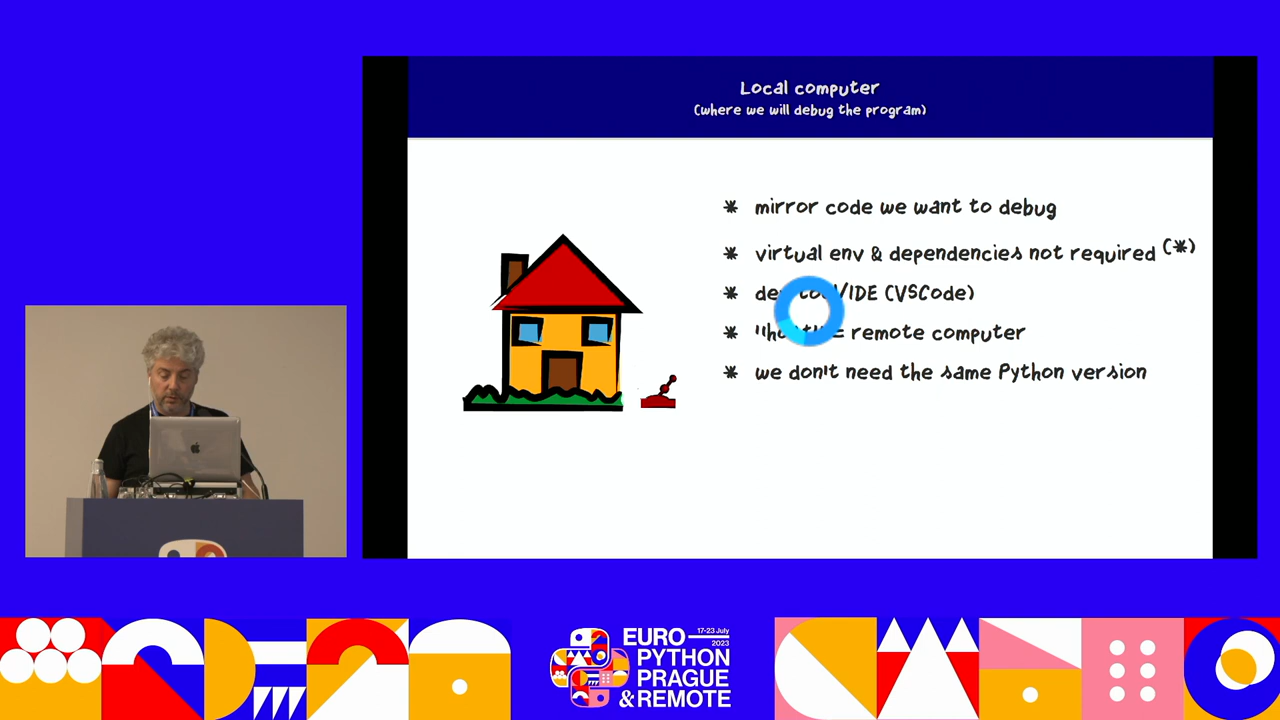 Local computer
(where we will debug the program)
* mirror code we want to debug
* virtual env & dependencies not required (*)
* /IDE (VSCode)
* = remote computer
* we don't need the same Python version
17-23 July
2023
EURO
PYTHON
PRAGUE
& REMOTE